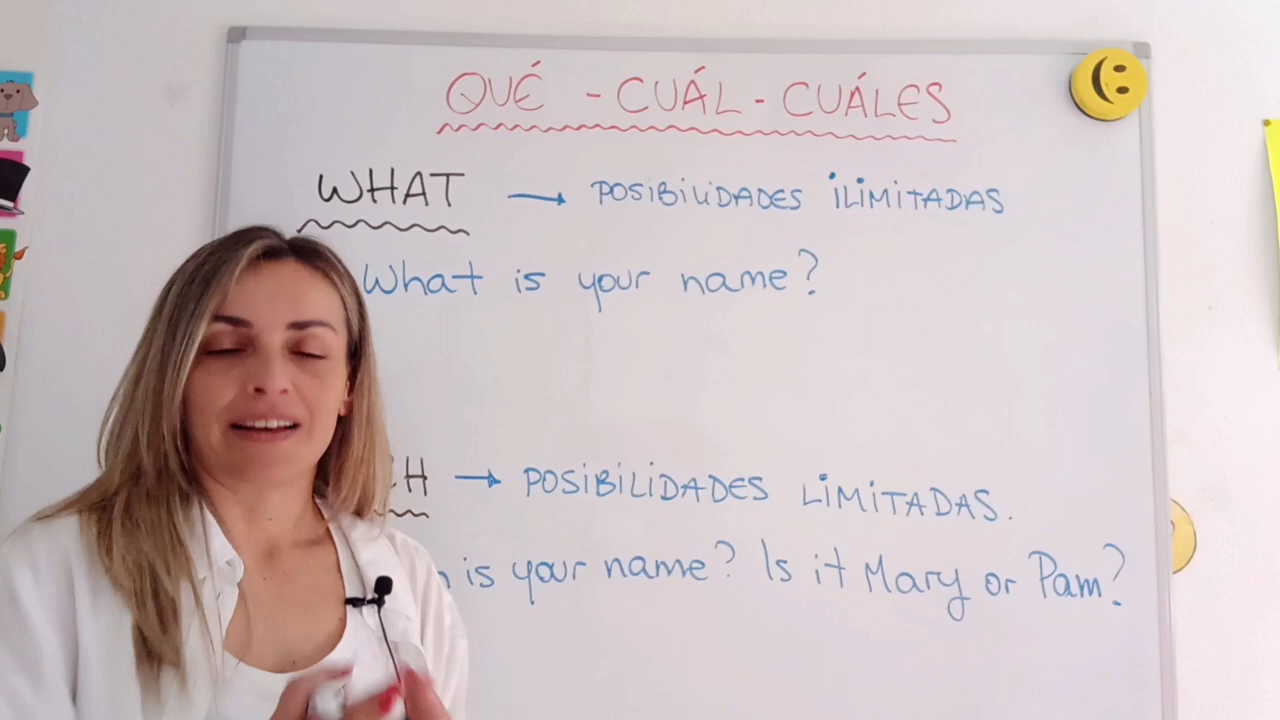 QUÉ - CUÁL - CUÁLES
WHAT → POSIBILIDADES ILIMITADAS
What is your name?
→ POSIBILIDADES LIMITADAS.
is your name? Is it Mary or Pam?